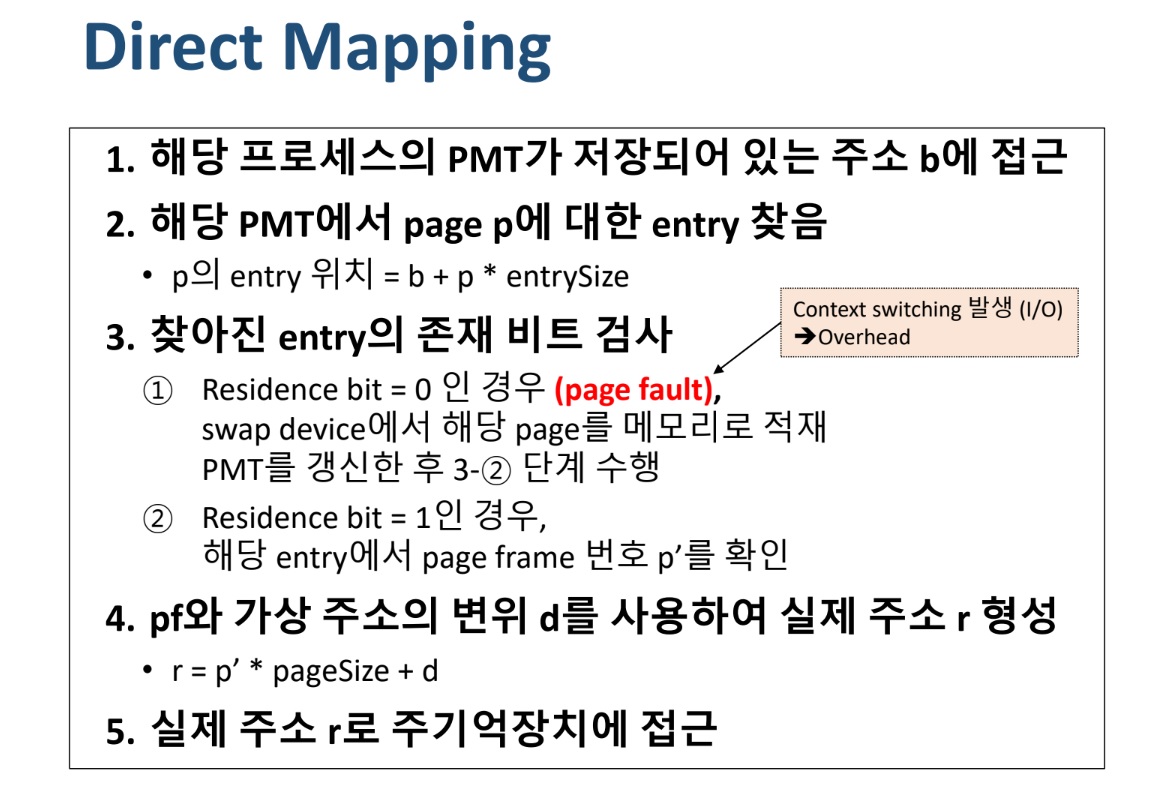 Direct Mapping
1. 해당 프로세스의 PMT가 저장되어 있는 주소 b에 접근
2. 해당 PMT에서 page p에 대한 entry 찾음
• p의 entry 위치 = b + p * entrySize
3. 찾아진 entry의 존재 비트 검사
Context switching 발생 (I/O)
➔Overhead
① Residence bit = 0 인 경우 (page fault),
swap device에서 해당 page를 메모리로 적재
PMT를 갱신한 후 3-② 단계 수행
② Residence bit = 1인 경우,
해당 entry에서 page frame 번호 p’를 확인
4. pf와 가상 주소의 변위 d를 사용하여 실제 주소 r 형성
• r = p’ * pageSize + d
5. 실제 주소 r로 주기억장치에 접근